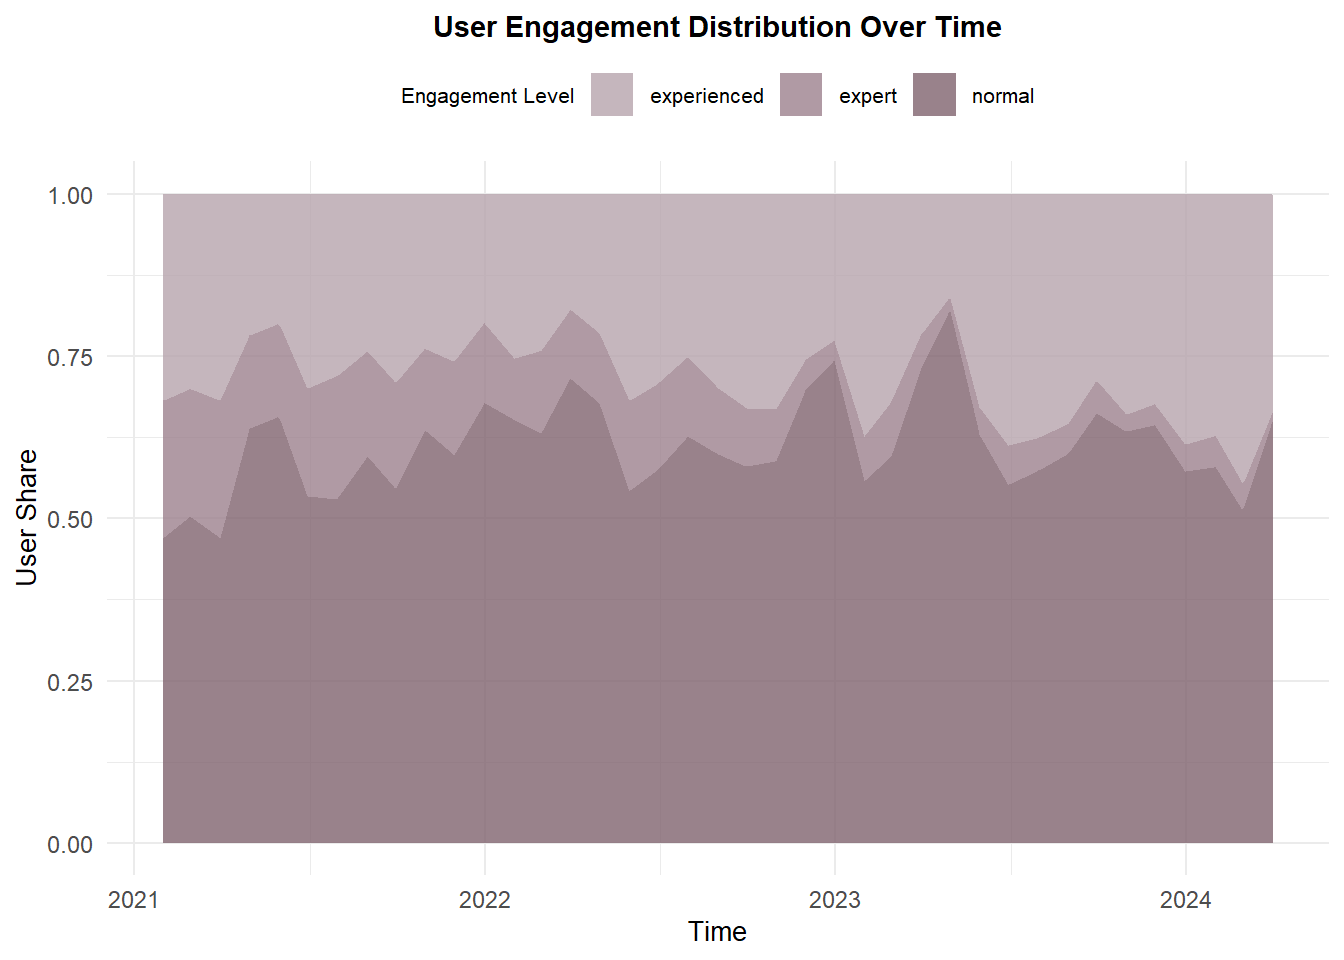 User Engagement Distribution Over Time
Engagement Level experienced expert normal
1.00
0.75
0.50
0.25
0.00
User Share
2021 2022 2023 2024
Time